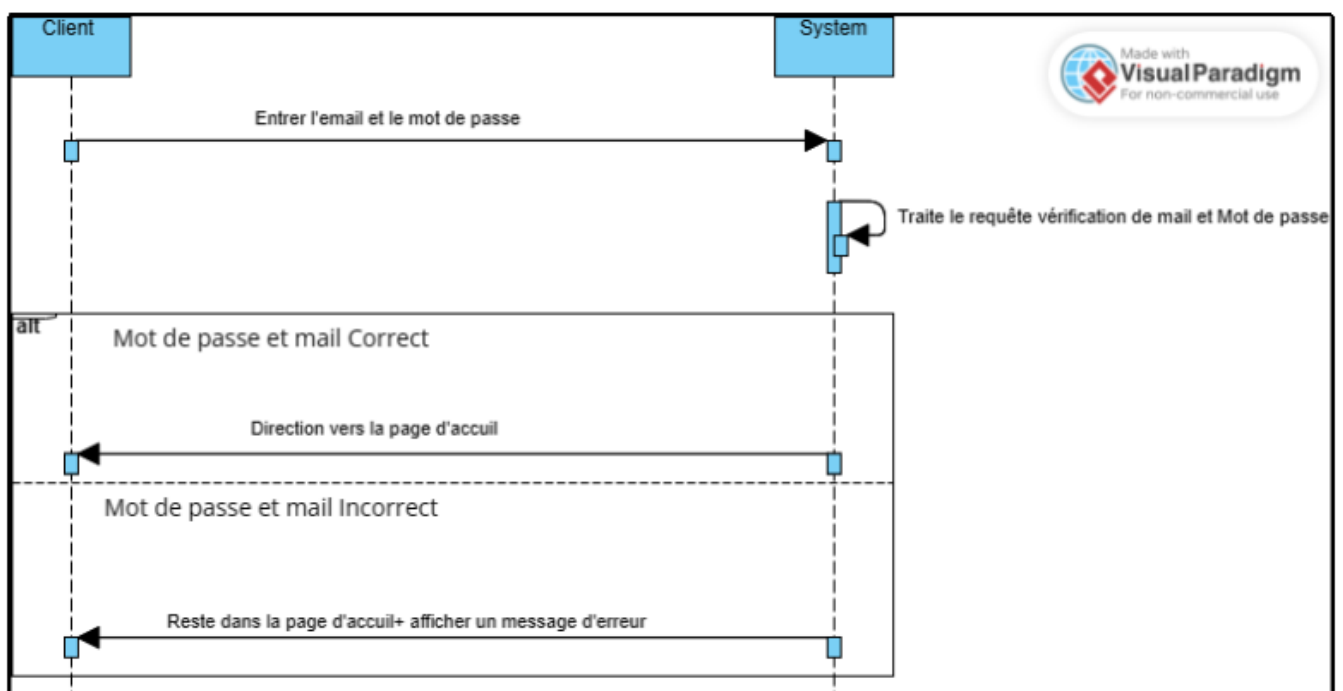 Client
System
Made with
Visual Paradigm
For non-commercial use
Entrer l'email et le mot de passe
Traite le requête vérification de mail et Mot de passe
alt
Mot de passe et mail Correct
Direction vers la page d'accuil
Mot de passe et mail Incorrect
Reste dans la page d'accuil+ afficher un message d'erreur